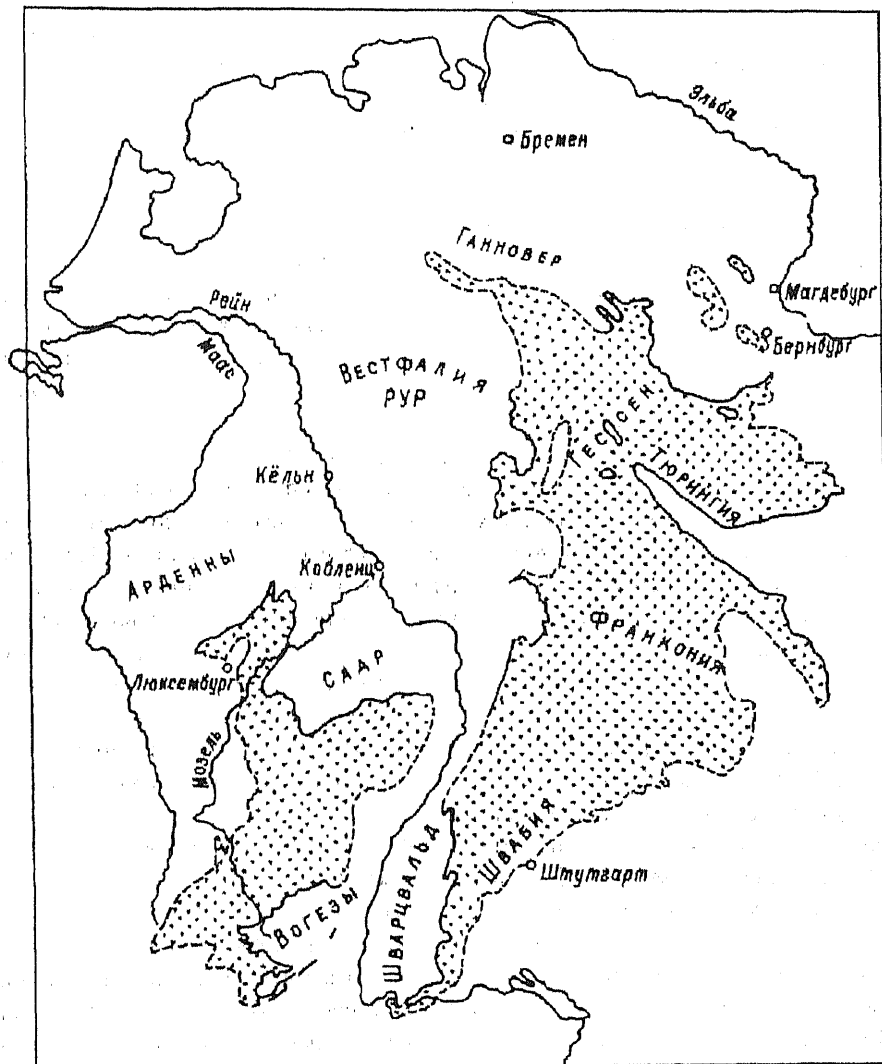 Эльба
Бремен
ГАННОВЕР
Магдебург
Рейн
Бернбург
Маас
ВЕСТФАЛИЯ
РУР
ГЕССЕН
Кёльн
ТЮРИНГИЯ
Кобленц
АРДЕННЫ
ФРАНКОНИЯ
СААР
Люксембург
Мозель
ШВАБИЯ
Штутгарт
ШВАРЦВАЛЬД
ВОГЕЗЫ